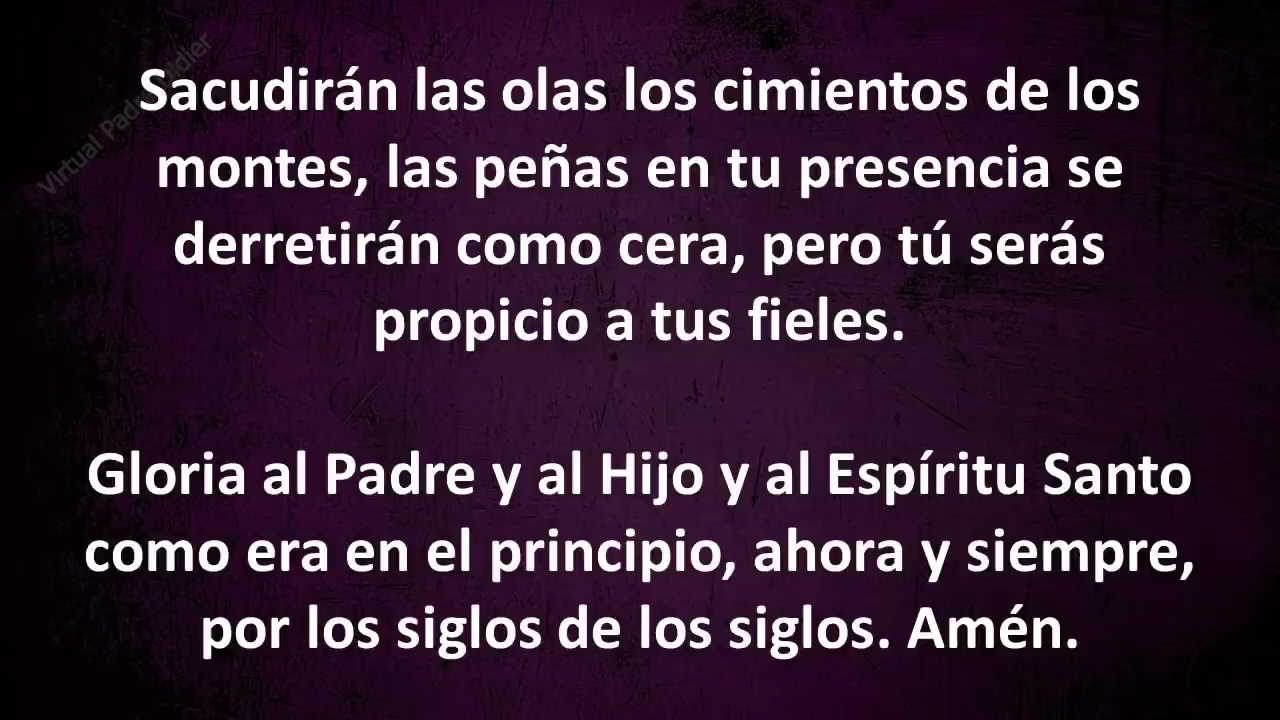 Sacudirán las olas los cimientos de los
montes, las peñas en tu presencia se
derretirán como cera, pero tú serás
propicio a tus fieles.
Gloria al Padre y al Hijo y al Espíritu Santo
como era en el principio, ahora y siempre,
por los siglos de los siglos. Amén.
Virtual